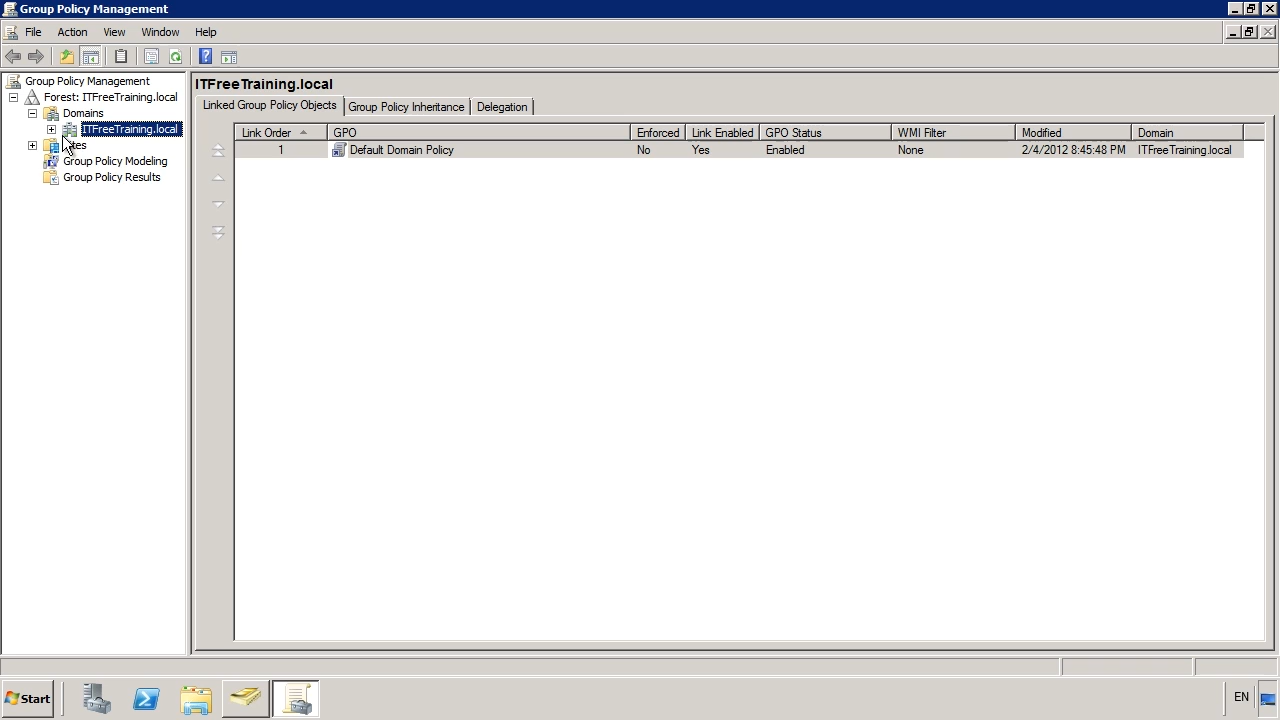 Group Policy Management
File Action View Window Help
Group Policy Management
Forest: ITFreeTraining.local
Domains
ITFreeTraining.local
Group Policy Modeling
Group Policy Results
ITFreeTraining.local
Linked Group Policy Objects Group Policy Inheritance Delegation
Link Order GPO Enforced Link Enabled GPO Status WMI Filter Modified Domain
1 Default Domain Policy No Yes Enabled None 2/4/2012 8:45:48 PM ITFreeTraining.local
Start EN